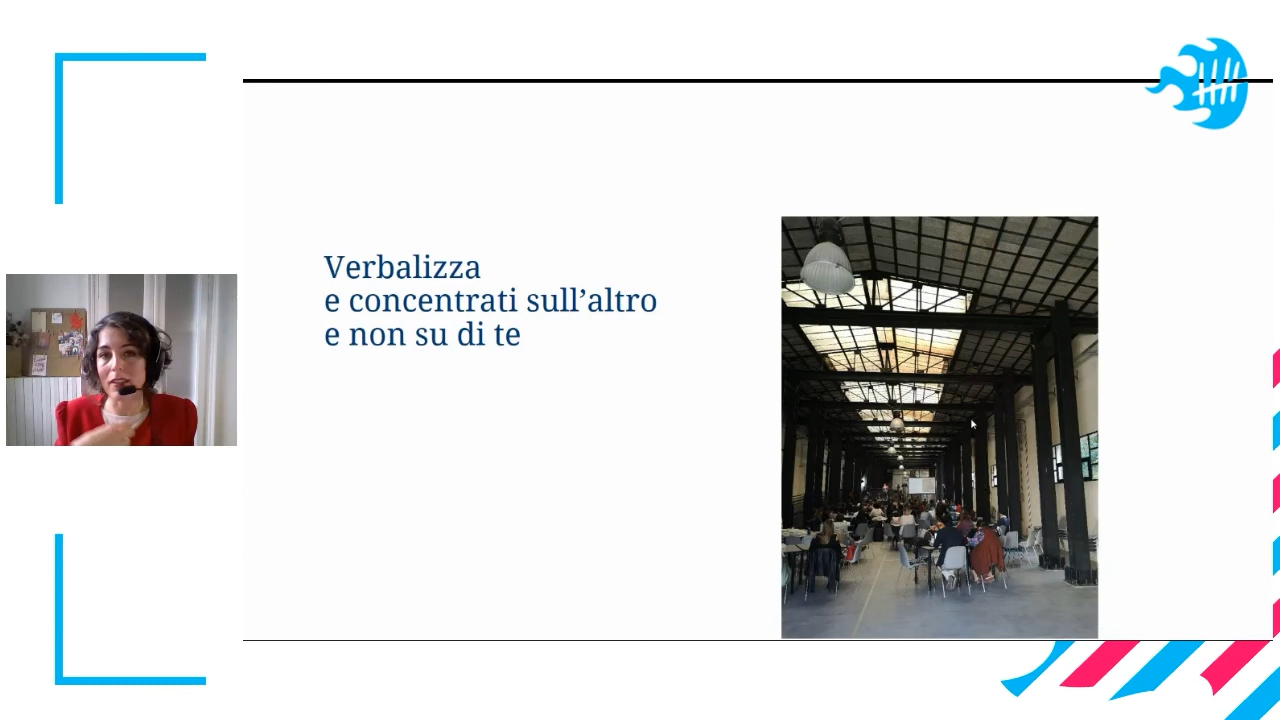 Verbalizza
e concentrati sull’altro
e non su di te